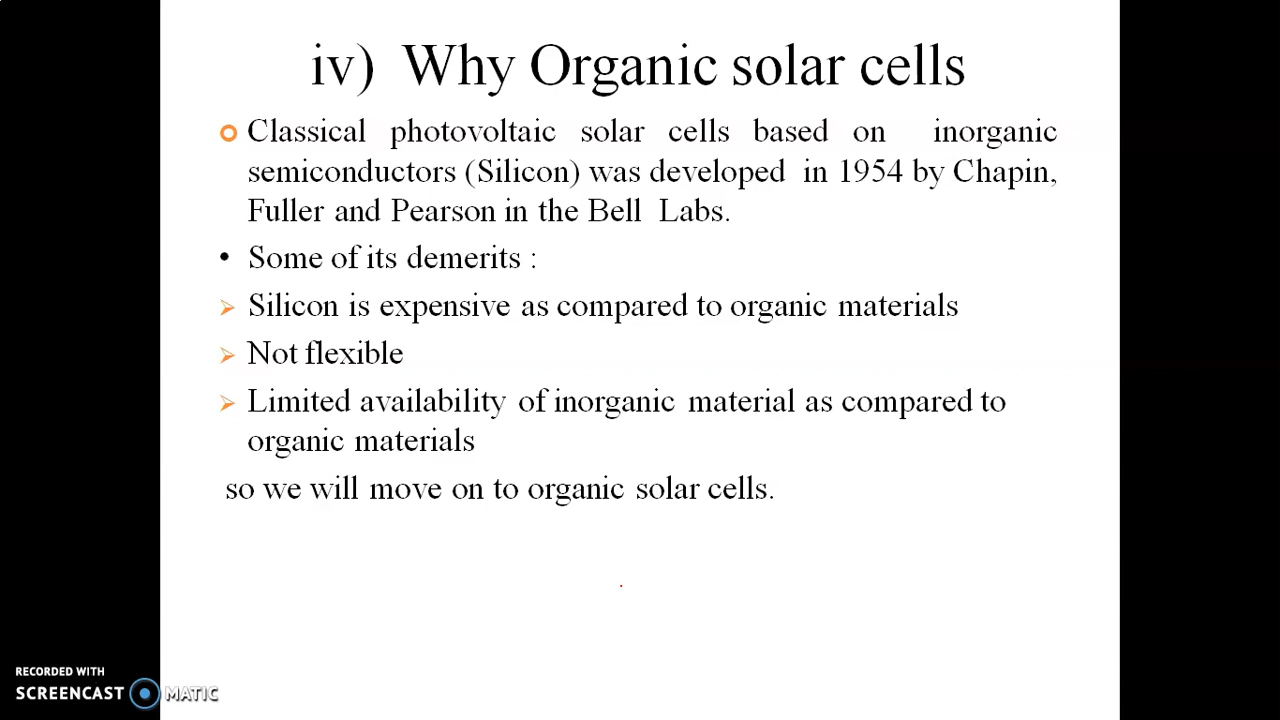 iv) Why Organic solar cells
Classical photovoltaic solar cells based on inorganic
semiconductors (Silicon) was developed in 1954 by Chapin,
Fuller and Pearson in the Bell Labs.
• Some of its demerits :
➢ Silicon is expensive as compared to organic materials
➢ Not flexible
➢ Limited availability of inorganic material as compared to
organic materials
so we will move on to organic solar cells.
RECORDED WITH
SCREENCAST MATIC